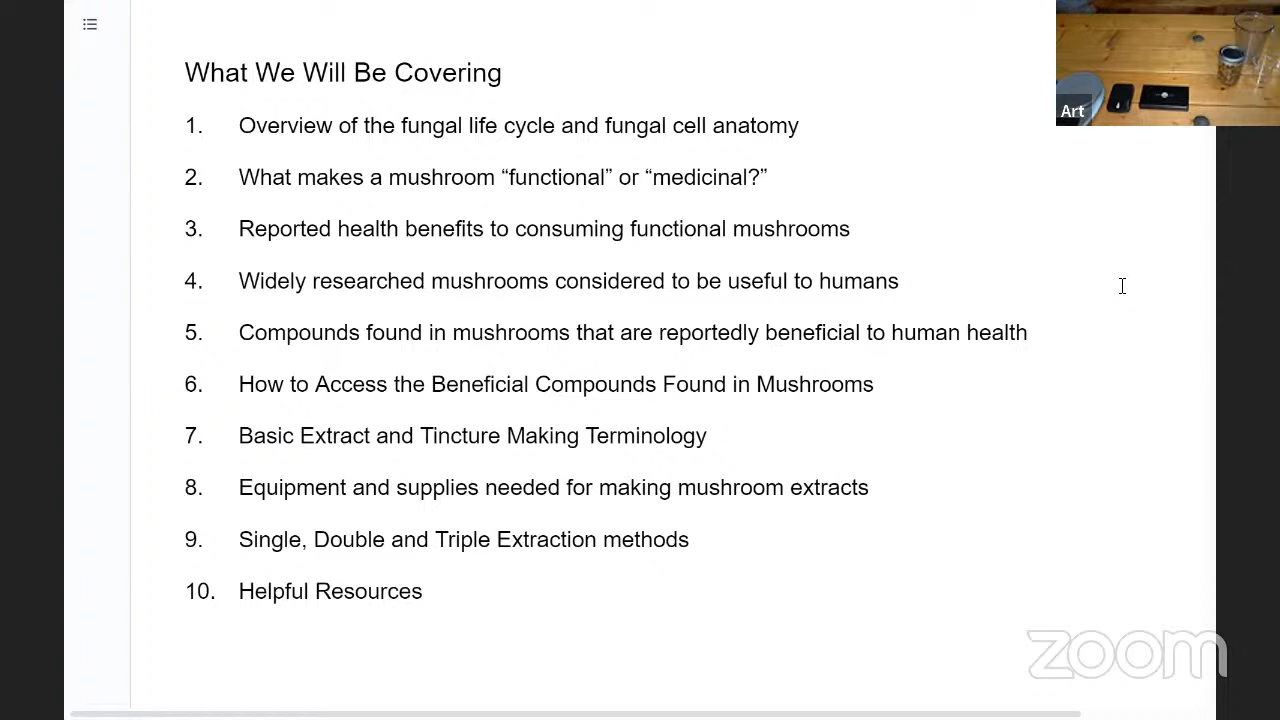 What We Will Be Covering
Art
1. Overview of the fungal life cycle and fungal cell anatomy
2. What makes a mushroom “functional” or “medicinal?”
3. Reported health benefits to consuming functional mushrooms
4. Widely researched mushrooms considered to be useful to humans
5. Compounds found in mushrooms that are reportedly beneficial to human health
6. How to Access the Beneficial Compounds Found in Mushrooms
7. Basic Extract and Tincture Making Terminology
8. Equipment and supplies needed for making mushroom extracts
9. Single, Double and Triple Extraction methods
10. Helpful Resources
zoom